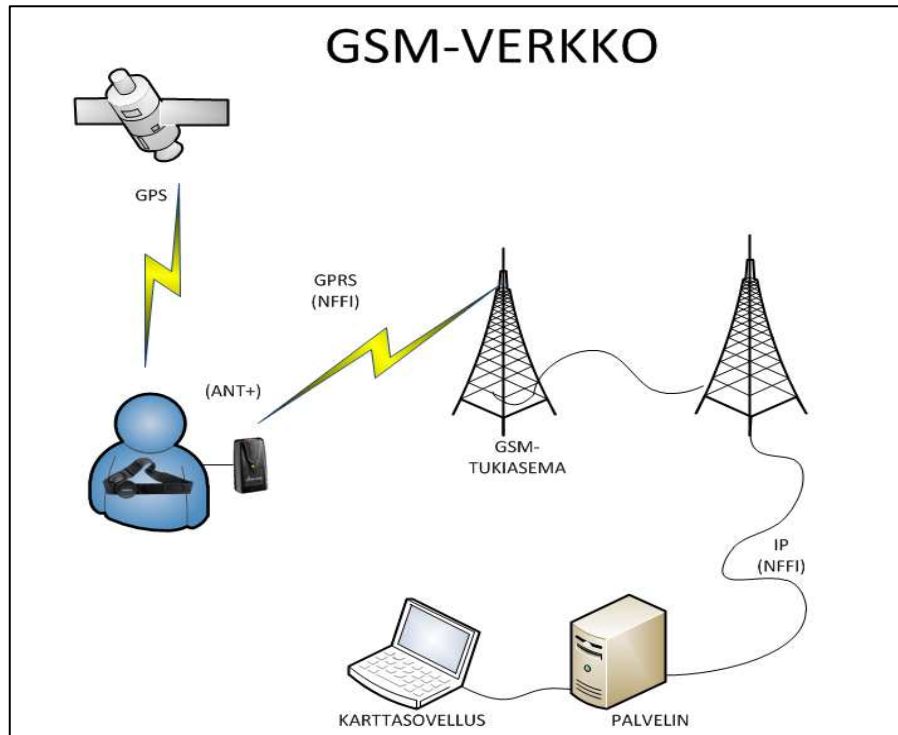 GSM-VERKKO
GPS
GPRS
(NFFI)
(ANT+)
GSM-
TUKIASEMA
IP
(NFFI)
KARTTASOVELLUS
PALVELIN